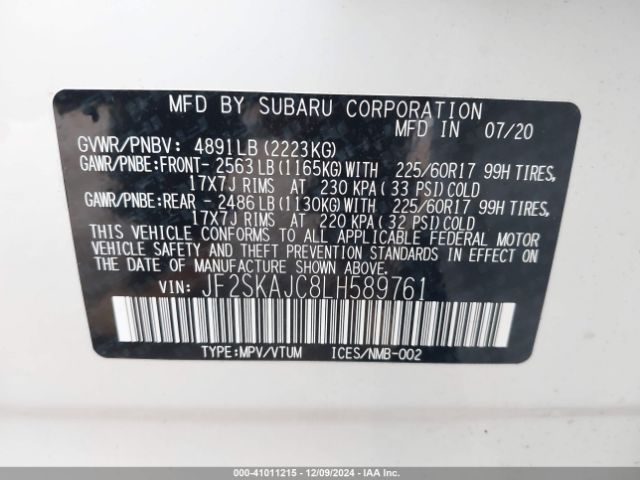 MFD BY SUBARU CORPORATION
MFD IN 07/20
GVWR/PNBV: 4891LB (2223KG)
GAWR/PNBE:FRONT- 2563 LB (1165KG) WITH 225/60R17 99H TIRES,
17X7J RIMS AT 230 KPA ( 33 PSI) COLD
GAWR/PNBE:REAR - 2486 LB (1130KG) WITH 225/60R17 99H TIRES,
17X7J RIMS AT 220 KPA ( 32 PSI) COLD
THIS VEHICLE CONFORMS TO ALL APPLICABLE FEDERAL MOTOR
VEHICLE SAFETY AND THEFT PREVENTION STANDARDS IN EFFECT
ON THE DATE OF MANUFACTURE SHOWN ABOVE.
VIN: JF2SKAJC8LH589761
TYPE:MPV/VTUM ICES/NMB-002
000-41011215 - 12/09/2024 - IAA Inc.